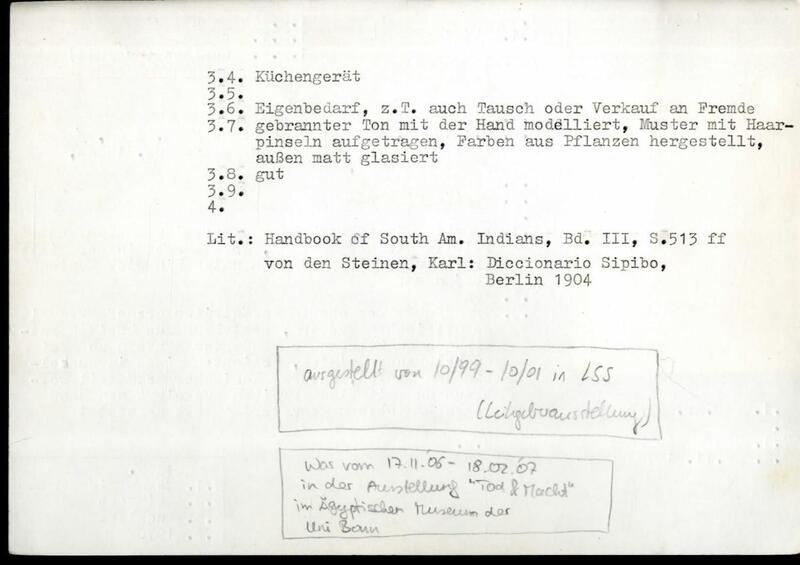 3.4. Küchengerät
3.5.
3.6. Eigenbedarf, z.T. auch Tausch oder Verkauf an Fremde
3.7. gebrannter Ton mit der Hand modelliert, Muster mit Haar-
pinseln aufgetragen, Farben aus Pflanzen hergestellt,
außen matt glasiert
3.8. gut
3.9.
4.
Lit.: Handbook of South Am. Indians, Bd. III, S.513 ff
von den Steinen, Karl: Diccionario Sipibo,
Berlin 1904
ausgestellt von 10/99 - 10/01 in LSS
(Leihgeberausstellung)
Was vom 17.11.06 - 18.02.07
in der Ausstellung "Tod & Macht"
im Ägyptischen Museum der
Uni Bonn